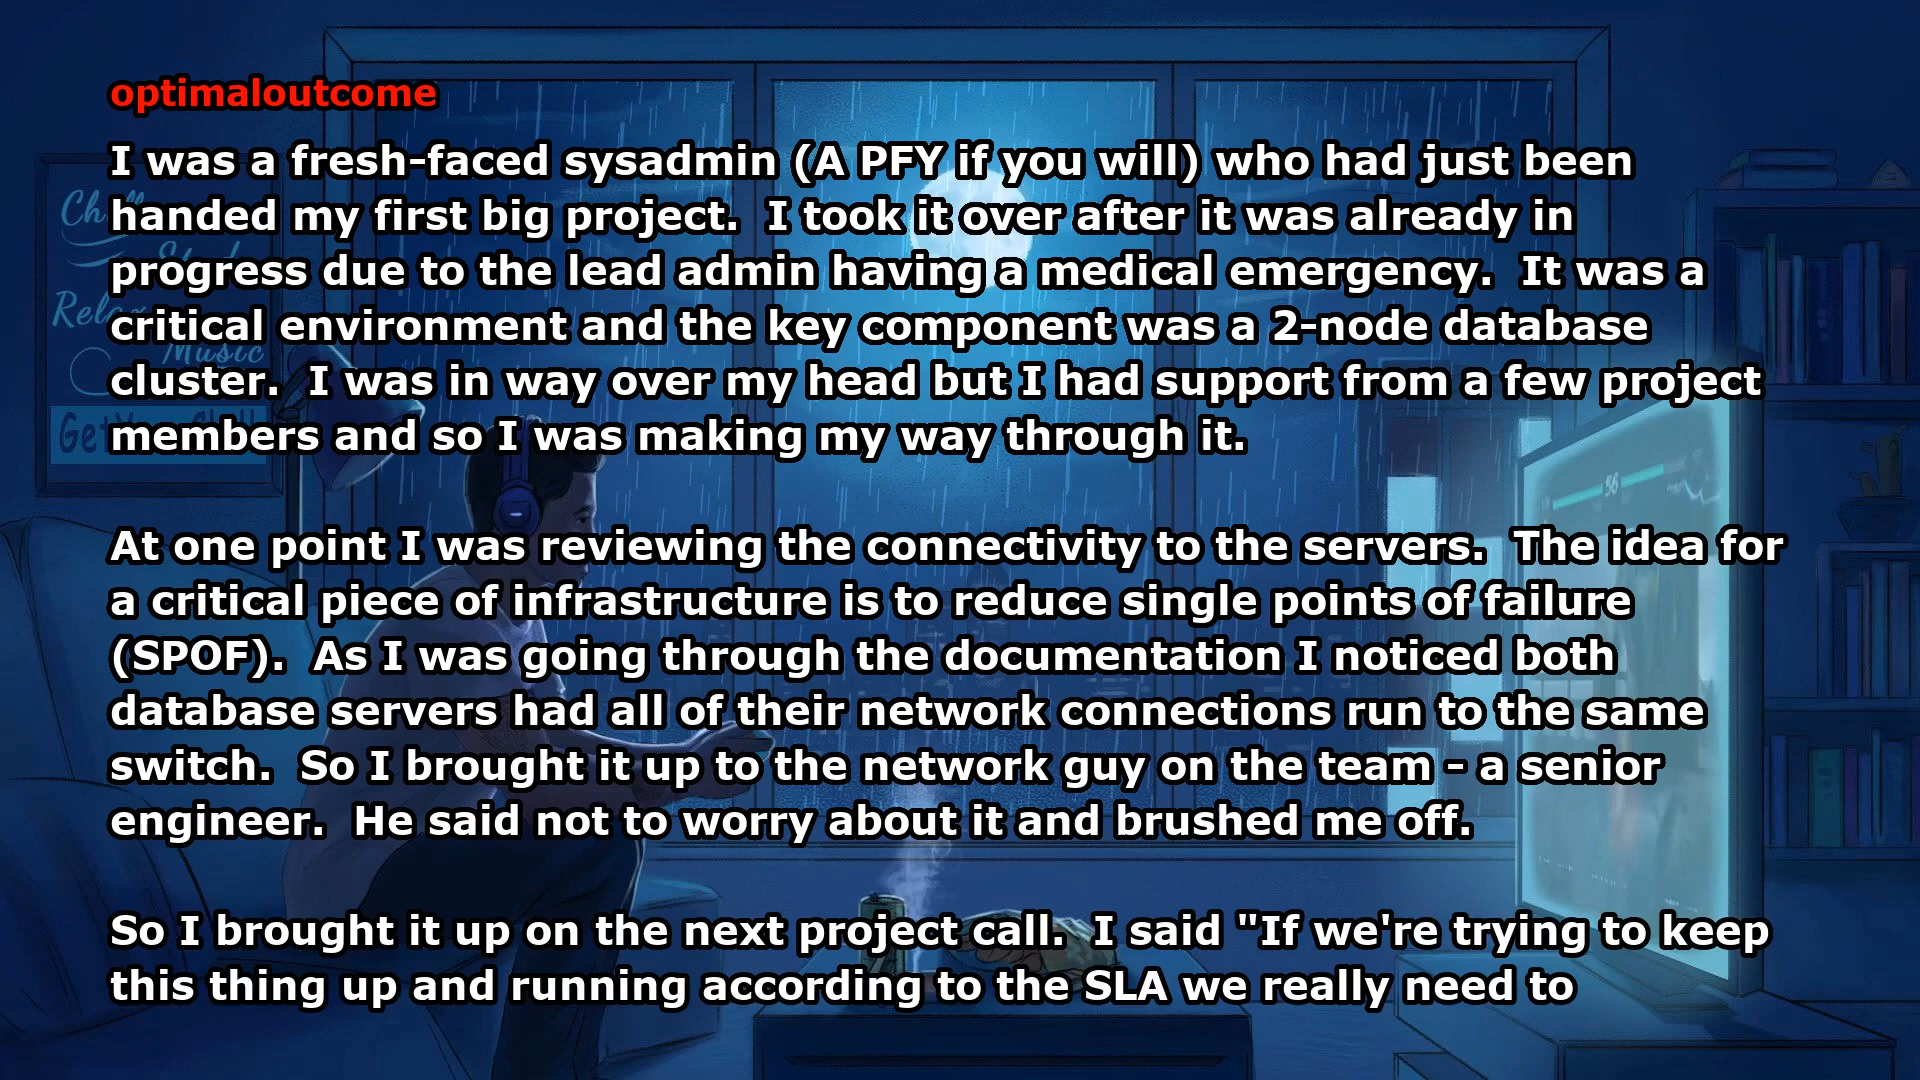 optimaloutcome
I was a fresh-faced sysadmin (A PFY if you will) who had just been
handed my first big project.  I took it over after it was already in
progress due to the lead admin having a medical emergency.  It was a
critical environment and the key component was a 2-node database
cluster.  I was in way over my head but I had support from a few project
members and so I was making my way through it.
At one point I was reviewing the connectivity to the servers.  The idea for
a critical piece of infrastructure is to reduce single points of failure
(SPOF).  As I was going through the documentation I noticed both
database servers had all of their network connections run to the same
switch.  So I brought it up to the network guy on the team - a senior
engineer.  He said not to worry about it and brushed me off.
So I brought it up on the next project call.  I said "If we're trying to keep
this thing up and running according to the SLA we really need to
Relax
Music
56